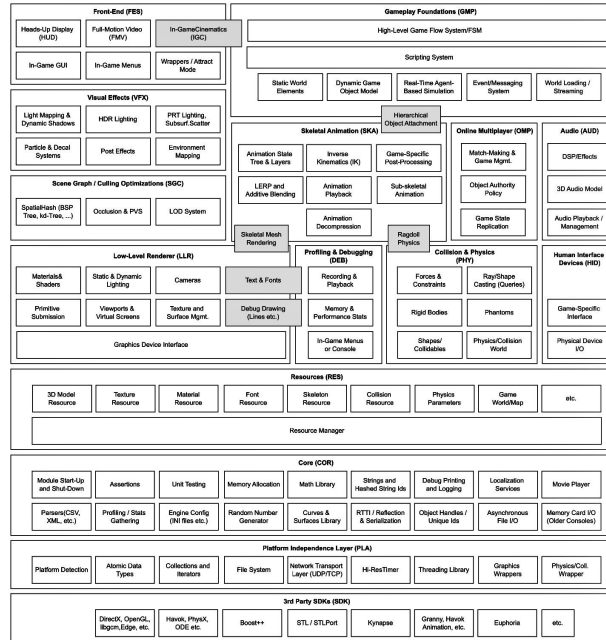 Front-End (FES)
Heads-Up Display
(HUD)
Full-Motion Video
(FMV)
In-GameCinematics
(IGC)
In-Game GUI
In-Game Menus
Wrappers / Attract
Mode
Gameplay Foundations (GMP)
High-Level Game Flow System/FSM
Scripting System
Static World
Elements
Dynamic Game
Object Model
Real-Time Agent-
Based Simulation
Event/Messaging
System
World Loading /
Streaming
Hierarchical
Object Attachment
Visual Effects (VFX)
Light Mapping &
Dynamic Shadows
HDR Lighting
PRT Lighting,
Subsurf.Scatter
Particle & Decal
Systems
Post Effects
Environment
Mapping
Skeletal Animation (SKA)
Animation State
Tree & Layers
Inverse
Kinematics (IK)
Game-Specific
Post-Processing
LERP and
Additive Blending
Animation
Playback
Sub-skeletal
Animation
Animation
Decompression
Skeletal Mesh
Rendering
Ragdoll
Physics
Online Multiplayer (OMP)
Match-Making &
Game Mgmt.
Object Authority
Policy
Game State
Replication
Audio (AUD)
DSP/Effects
3D Audio Model
Audio Playback /
Management
Scene Graph / Culling Optimizations (SGC)
SpatialHash (BSP
Tree, kd-Tree, ...)
Occlusion & PVS
LOD System
Low-Level Renderer (LLR)
Materials&
Shaders
Static & Dynamic
Lighting
Cameras
Text & Fonts
Primitive
Submission
Viewports &
Virtual Screens
Texture and
Surface Mgmt.
Debug Drawing
(Lines etc.)
Graphics Device Interface
Profiling & Debugging
(DEB)
Recording &
Playback
Memory &
Performance Stats
In-Game Menus
or Console
Collision & Physics
(PHY)
Forces &
Constraints
Ray/Shape
Casting (Queries)
Rigid Bodies
Phantoms
Shapes/
Collidables
Physics/Collision
World
Human Interface
Devices (HID)
Game-Specific
Interface
Physical Device
I/O
Resources (RES)
3D Model
Resource
Texture
Resource
Material
Resource
Font
Resource
Skeleton
Resource
Collision
Resource
Physics
Parameters
Game
World/Map
etc.
Resource Manager
Core (COR)
Module Start-Up
and Shut-Down
Assertions
Unit Testing
Memory Allocation
Math Library
Strings and
Hashed String Ids
Debug Printing
and Logging
Localization
Services
Movie Player
Parsers(CSV,
XML, etc.)
Profiling / Stats
Gathering
Engine Config
(INI files etc.)
Random Number
Generator
Curves &
Surfaces Library
RTTI / Reflection
& Serialization
Object Handles /
Unique Ids
Asynchronous
File I/O
Memory Card I/O
(Older Consoles)
Platform Independence Layer (PLA)
Platform Detection
Atomic Data
Types
Collections and
Iterators
File System
Network Transport
Layer (UDP/TCP)
Hi-ResTimer
Threading Library
Graphics
Wrappers
Physics/Coll.
Wrapper
3rd Party SDKs (SDK)
DirectX, OpenGL,
libgcm,Edge, etc.
Havok, PhysX,
ODE etc.
Boost++
STL / STLPort
Kynapse
Granny, Havok
Animation, etc.
Euphoria
etc.